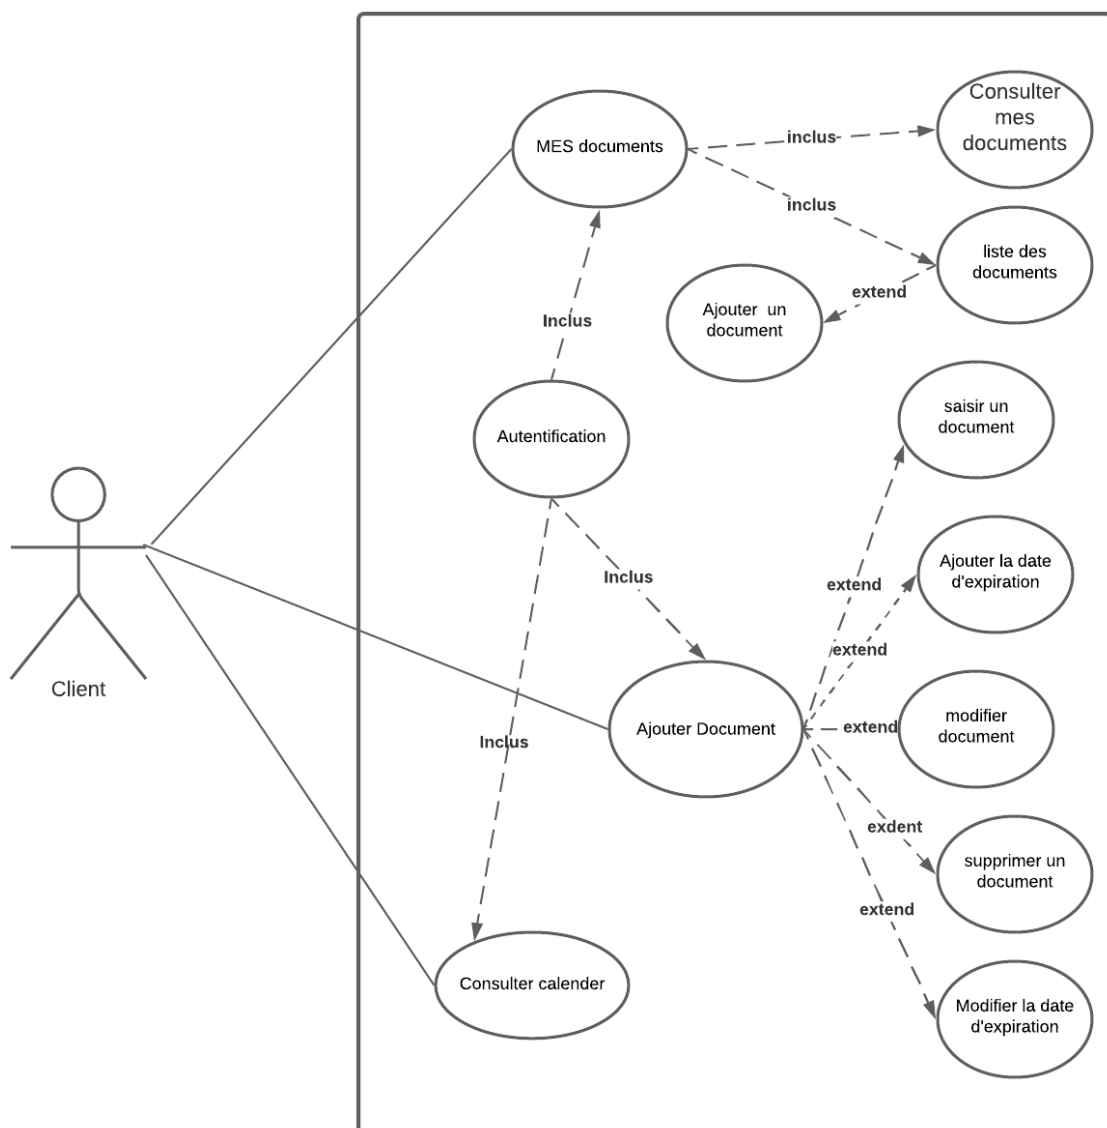 Consulter
mes
documents
MES documents
inclus
inclus
liste des
documents
extend
Ajouter  un
document
Inclus
saisir un
document
Autentification
Ajouter la date
d'expiration
Inclus
extend
extend
Client
modifier
document
Ajouter Document
extend
Inclus
exdent
supprimer un
document
extend
Consulter calender
Modifier la date
d'expiration